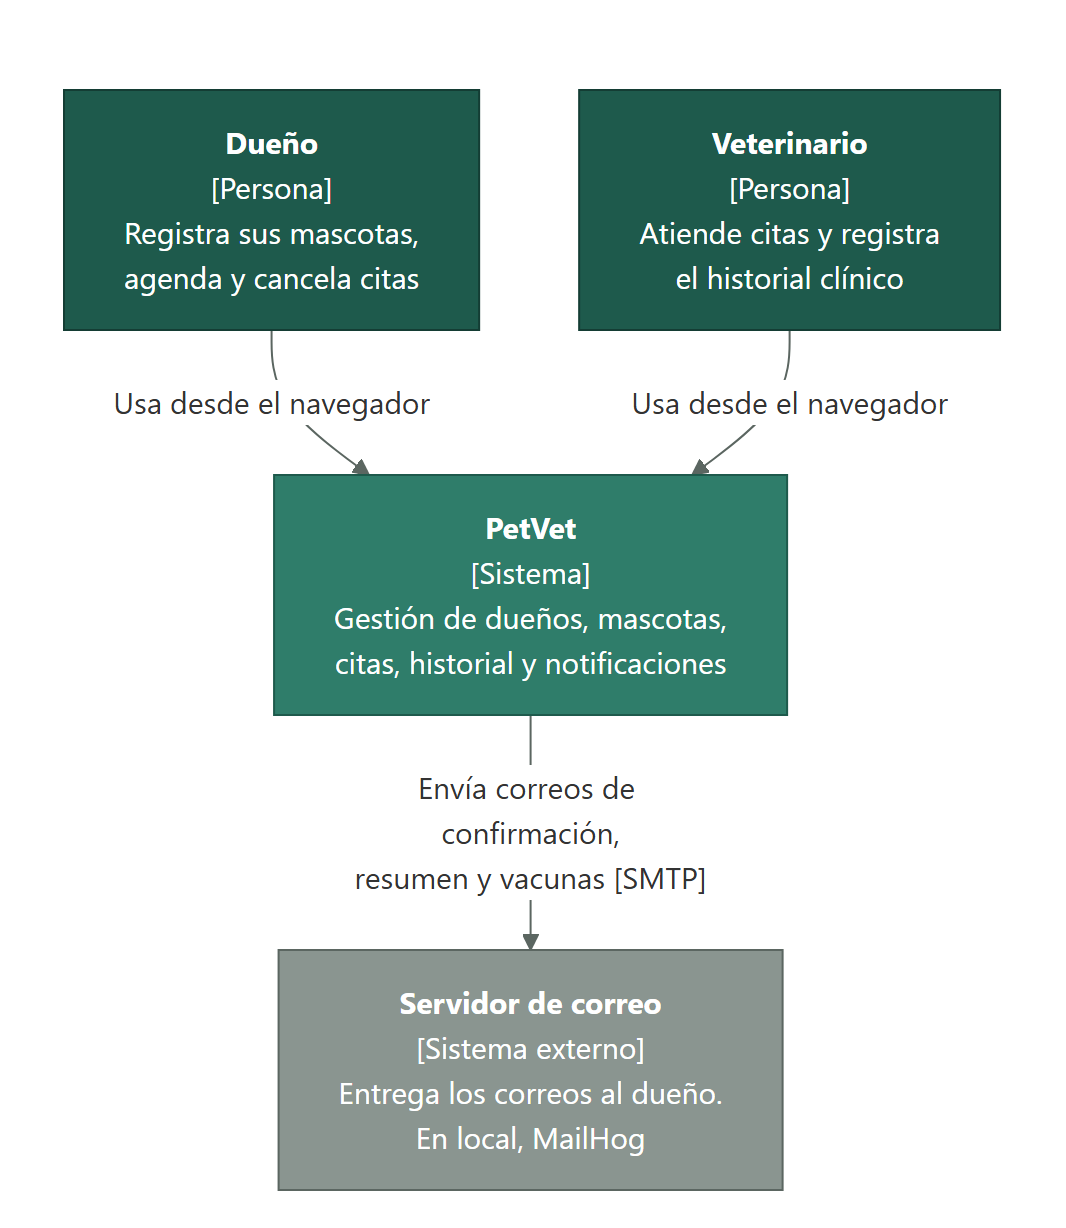 Dueño
[Persona]
Registra sus mascotas,
agenda y cancela citas
Veterinario
[Persona]
Atiende citas y registra
el historial clínico
Usa desde el navegador
Usa desde el navegador
PetVet
[Sistema]
Gestión de dueños, mascotas,
citas, historial y notificaciones
Envía correos de
confirmación,
resumen y vacunas [SMTP]
Servidor de correo
[Sistema externo]
Entrega los correos al dueño.
En local, MailHog